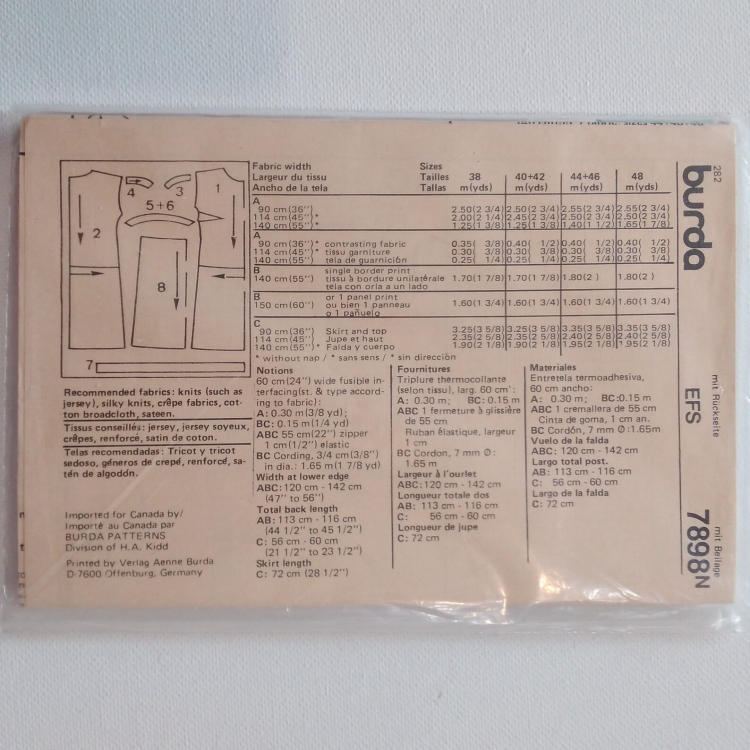 Fabric width Sizes
Largeur du tissu Tailles 38 40+42 44+46 48
Ancho de la tela Tallas m(yds) m(yds) m(yds) m(yds)
A
90 cm(36") 2.50(2 3/4) 2.50(2 3/4) 2.55(2 3/4) 2.55(2 3/4)
114 cm(45")* 2.00(2 1/4) 2.45(2 3/4) 2.50(2 3/4) 2.50(2 3/4)
140 cm(55")* 1.25(1 3/8) 1.25(1 3/8) 1.40(1 1/2) 1.65(1 7/8)
A
90 cm(36")* contrasting fabric 0.35( 3/8) 0.40( 1/2) 0.40( 1/2) 0.40( 1/2)
114 cm(45")* tissu garniture 0.30( 3/8) 0.30( 3/8) 0.30( 3/8) 0.30( 3/8)
140 cm(55")* tela de guarnición 0.25( 1/4) 0.25( 1/4) 0.25( 1/4) 0.25( 1/4)
B single border print
140 cm(55") tissu à bordure unilatérale 1.70(1 7/8) 1.70(1 7/8) 1.80(2 ) 1.80(2 )
tela con orla a un lado
B or 1 panel print
150 cm(60") ou bien 1 panneau 1.60(1 3/4) 1.60(1 3/4) 1.60(1 3/4) 1.60(1 3/4)
o 1 pañuelo
C
90 cm(36") Skirt and top 3.25(3 5/8) 3.25(3 5/8) 3.35(3 5/8) 3.35(3 5/8)
114 cm(45") Jupe et haut 2.35(2 5/8) 2.35(2 5/8) 2.40(2 5/8) 2.40(2 5/8)
140 cm(55")* Falda y cuerpo 1.90(2 1/8) 1.90(2 1/8) 1.95(2 1/8) 1.95(2 1/8)
* without nap / * sans sens / * sin dirección
1
2
3
4
5+6
7
8
Recommended fabrics: knits (such as
jersey), silky knits, crêpe fabrics, cot-
ton broadcloth, sateen.
Tissus conseillés: jersey, jersey soyeux,
crêpes, renforcé, satin de coton.
Telas recomendadas: Tricot y tricot
sedoso, géneros de crepé, renforcé, sa-
tén de algodón.
Imported for Canada by/
Importé au Canada par
BURDA PATTERNS
Division of H.A. Kidd
Printed by Verlag Aenne Burda
D-7600 Offenburg, Germany
Notions
60 cm(24") wide fusible in-
terfacing(st. & type accord-
ing to fabric):
A: 0.30 m(3/8 yd);
BC: 0.15 m(1/4 yd)
ABC 55 cm(22") zipper
1 cm(1/2") elastic
BC Cording, 3/4 cm(3/8")
in dia.: 1.65 m(1 7/8 yd)
Width at lower edge
ABC: 120 cm - 142 cm
(47" to 56")
Total back length
AB: 113 cm - 116 cm
(44 1/2" to 45 1/2")
C: 56 cm - 60 cm
(21 1/2" to 23 1/2")
Skirt length
C: 72 cm (28 1/2")
Fournitures
Triplure thermocollante
(selon tissu), larg. 60 cm:
A: 0.30 m; BC: 0.15 m
ABC 1 fermeture à glissière
de 55 cm
Ruban élastique, largeur
1 cm
BC Cordon, 7 mm Ø:
1.65 m
Largeur à l'ourlet
ABC: 120 cm - 142 cm
Longueur totale dos
AB: 113 cm - 116 cm
C: 56 cm - 60 cm
Longueur de jupe
C: 72 cm
Materiales
Entretela termoadhesiva,
60 cm ancho:
A: 0.30 m; BC: 0.15 m
ABC 1 cremallera de 55 cm
Cinta de goma, 1 cm an.
BC Cordón, 7 mm Ø: 1.65m
Vuelo de la falda
ABC: 120 cm - 142 cm
Largo total post.
AB: 113 cm - 116 cm
C: 56 cm - 60 cm
Largo de la falda
C: 72 cm
282
burda
mit Rückseite
EFS
mit Beilage
7898N